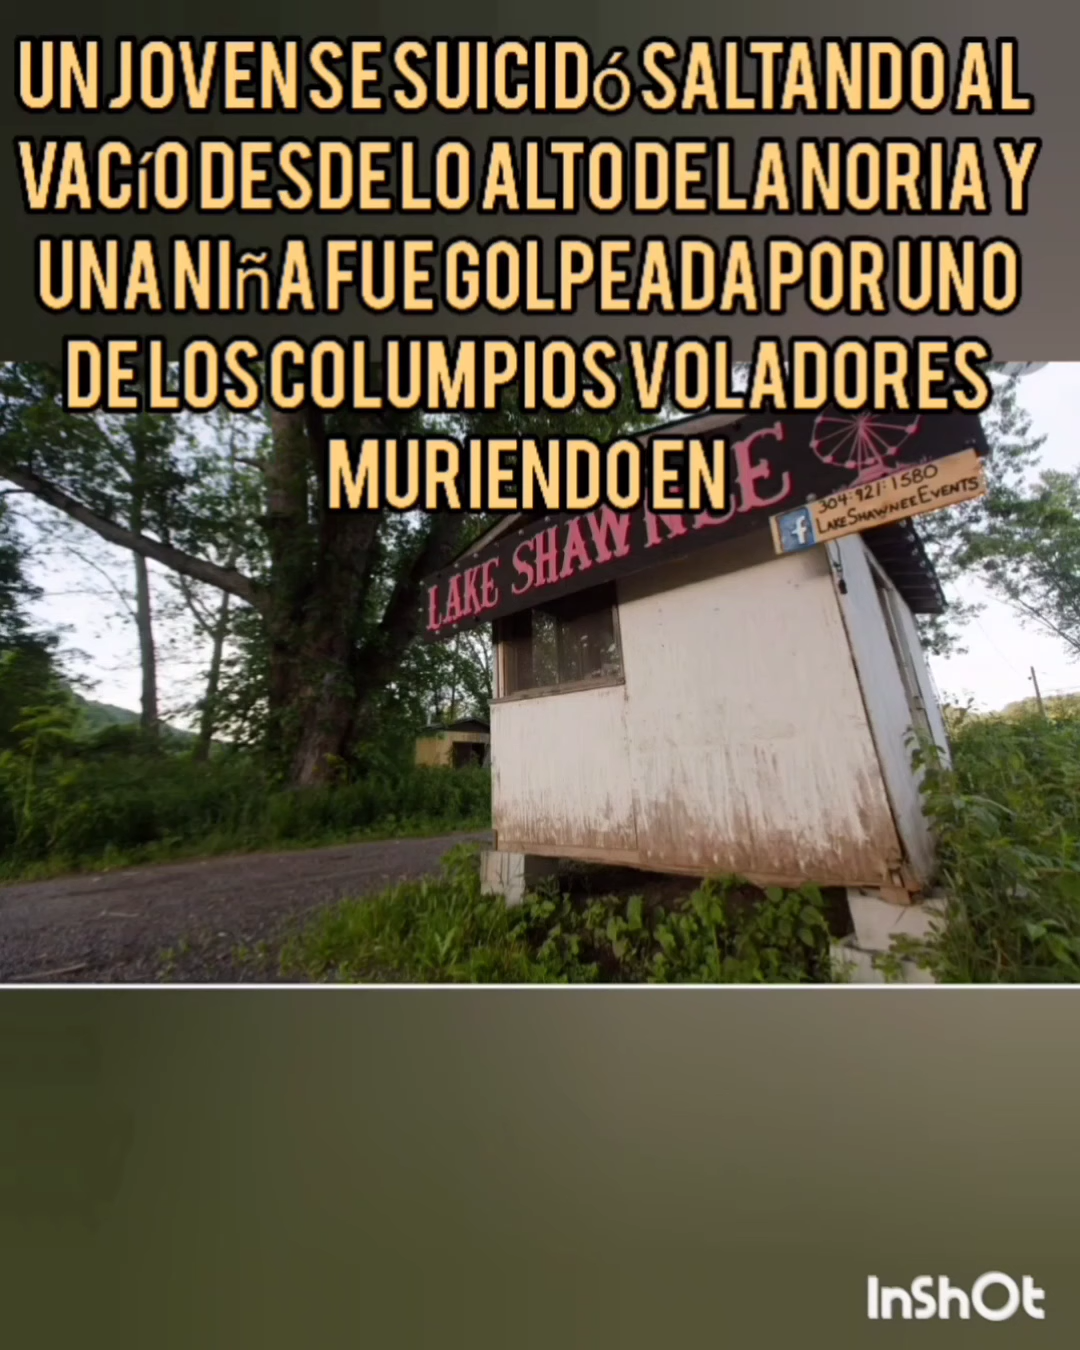 UN JOVEN SE SUICIDó SALTANDO AL
VACíO DESDE LO ALTO DE LA NORIA Y
UNA NIñA FUE GOLPEADA POR UNO
DE LOS COLUMPIOS VOLADORES
MURIENDO EN
LAKE SHAWNEE
304-921-1580
f LAKESHAWNEEEVENTS
InShOt